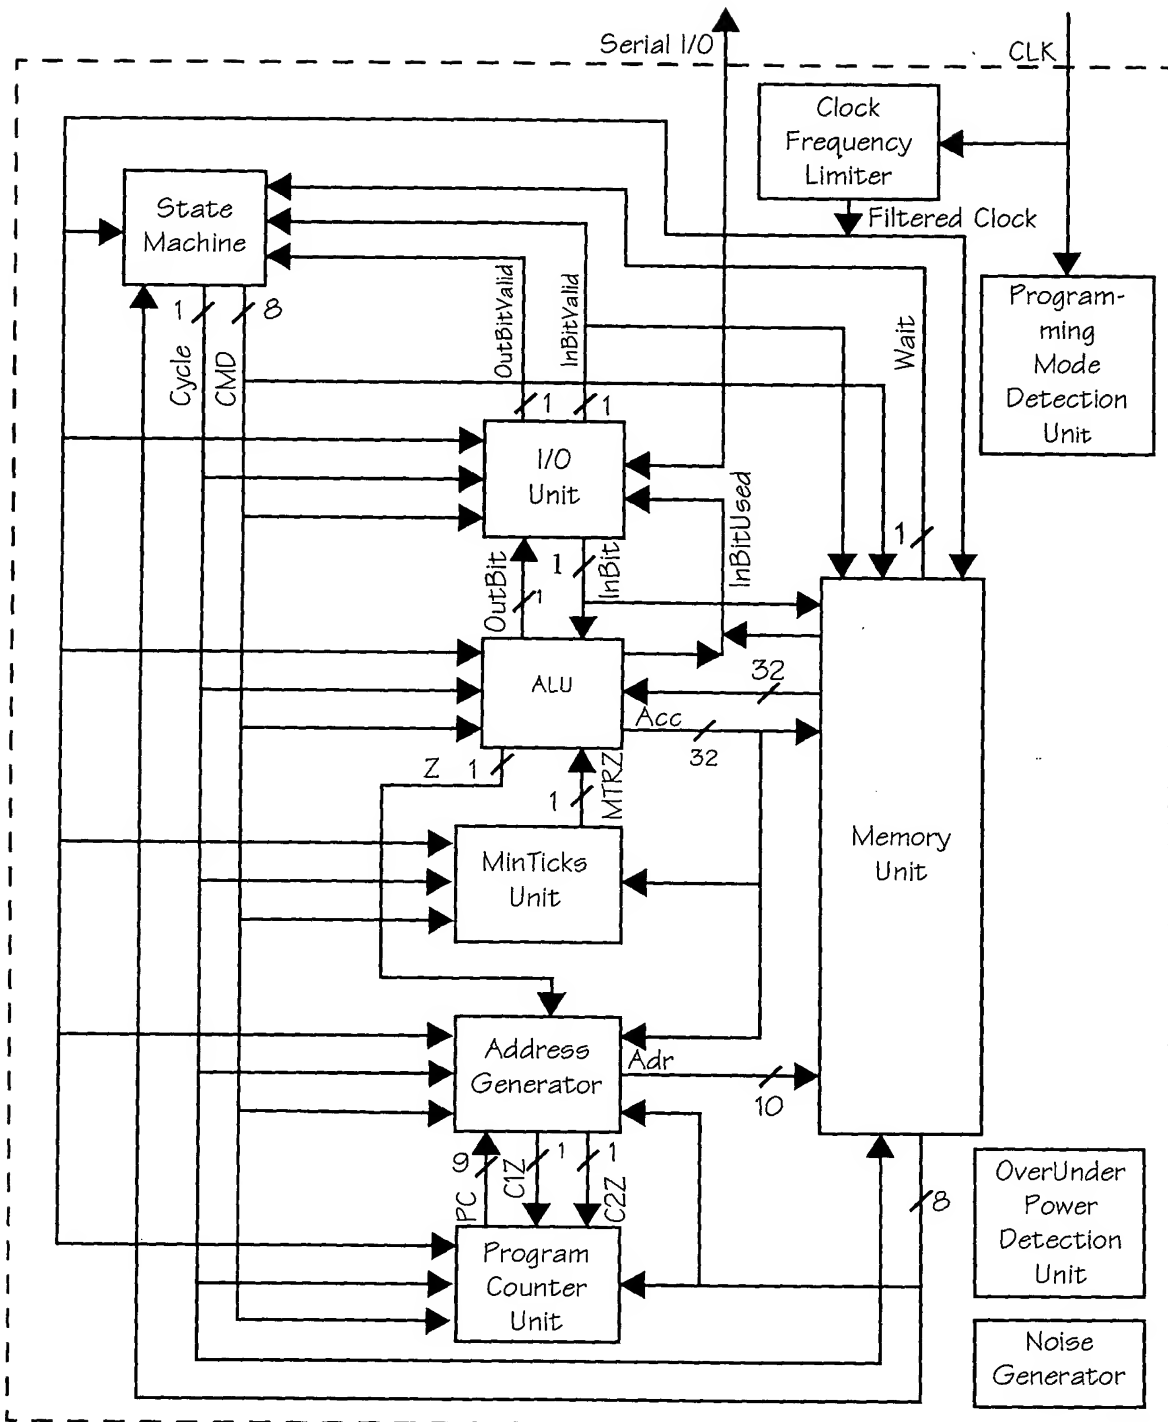 Serial I/O
CLK
Clock
Frequency
Limiter
Filtered Clock
State
Machine
Program-
ming
Mode
Detection
Unit
1
8
Cycle
CMD
OutBitValid
InBitValid
Wait
1
1
I/O
Unit
1
InBitUsed
OutBit
1
1
InBit
ALU
32
Acc
32
Z
1
1
MTRZ
MinTicks
Unit
Memory
Unit
Address
Generator
Adr
10
9
PC
C1Z
1
1
C2Z
8
Program
Counter
Unit
OverUnder
Power
Detection
Unit
Noise
Generator